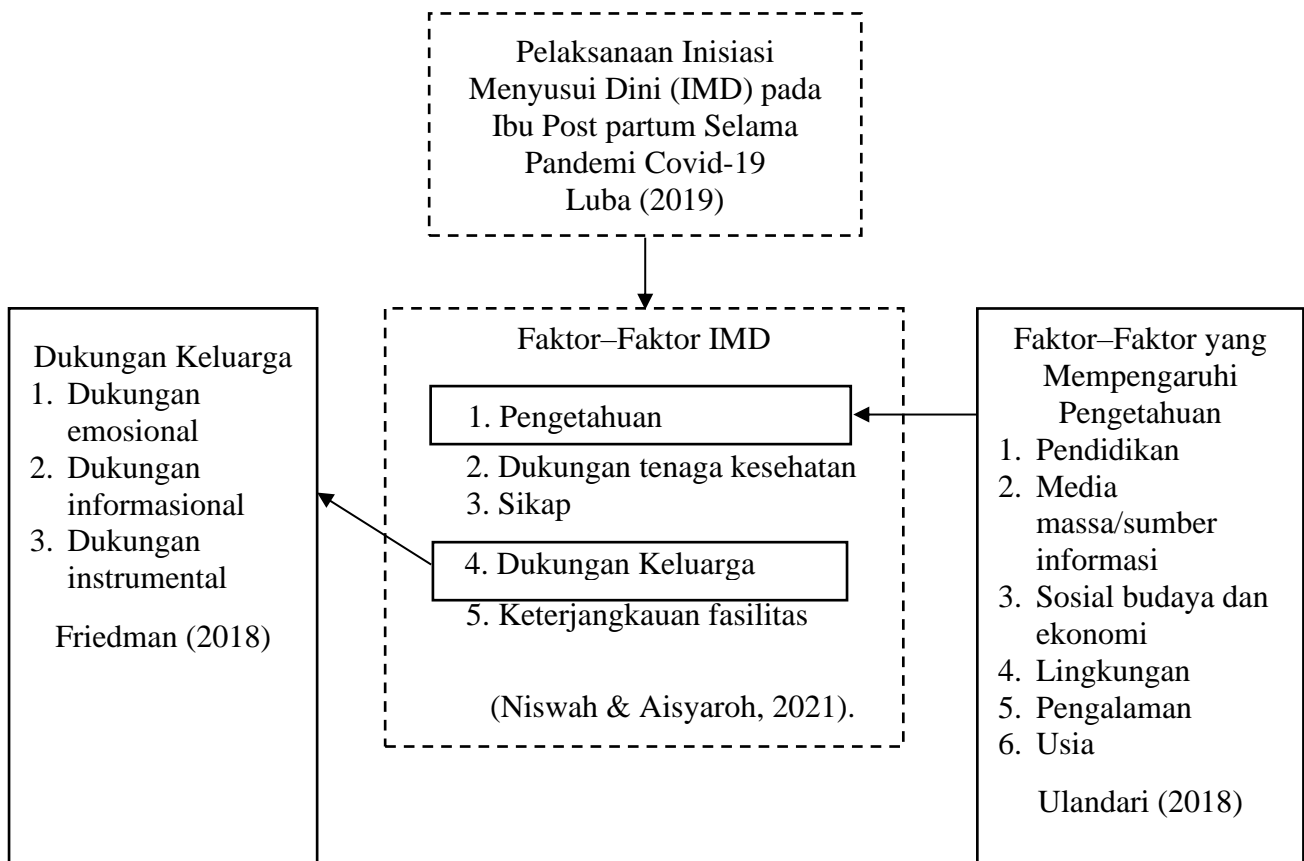 Pelaksanaan Inisiasi
Menyusui Dini (IMD) pada
Ibu Post partum Selama
Pandemi Covid-19
Luba (2019)
Dukungan Keluarga
1. Dukungan
emosional
2. Dukungan
informasional
3. Dukungan
instrumental
Friedman (2018)
Faktor–Faktor IMD
1. Pengetahuan
2. Dukungan tenaga kesehatan
3. Sikap
4. Dukungan Keluarga
5. Keterjangkauan fasilitas
(Niswah & Aisyaroh, 2021).
Faktor–Faktor yang
Mempengaruhi
Pengetahuan
1. Pendidikan
2. Media
massa/sumber
informasi
3. Sosial budaya dan
ekonomi
4. Lingkungan
5. Pengalaman
6. Usia
Ulandari (2018)